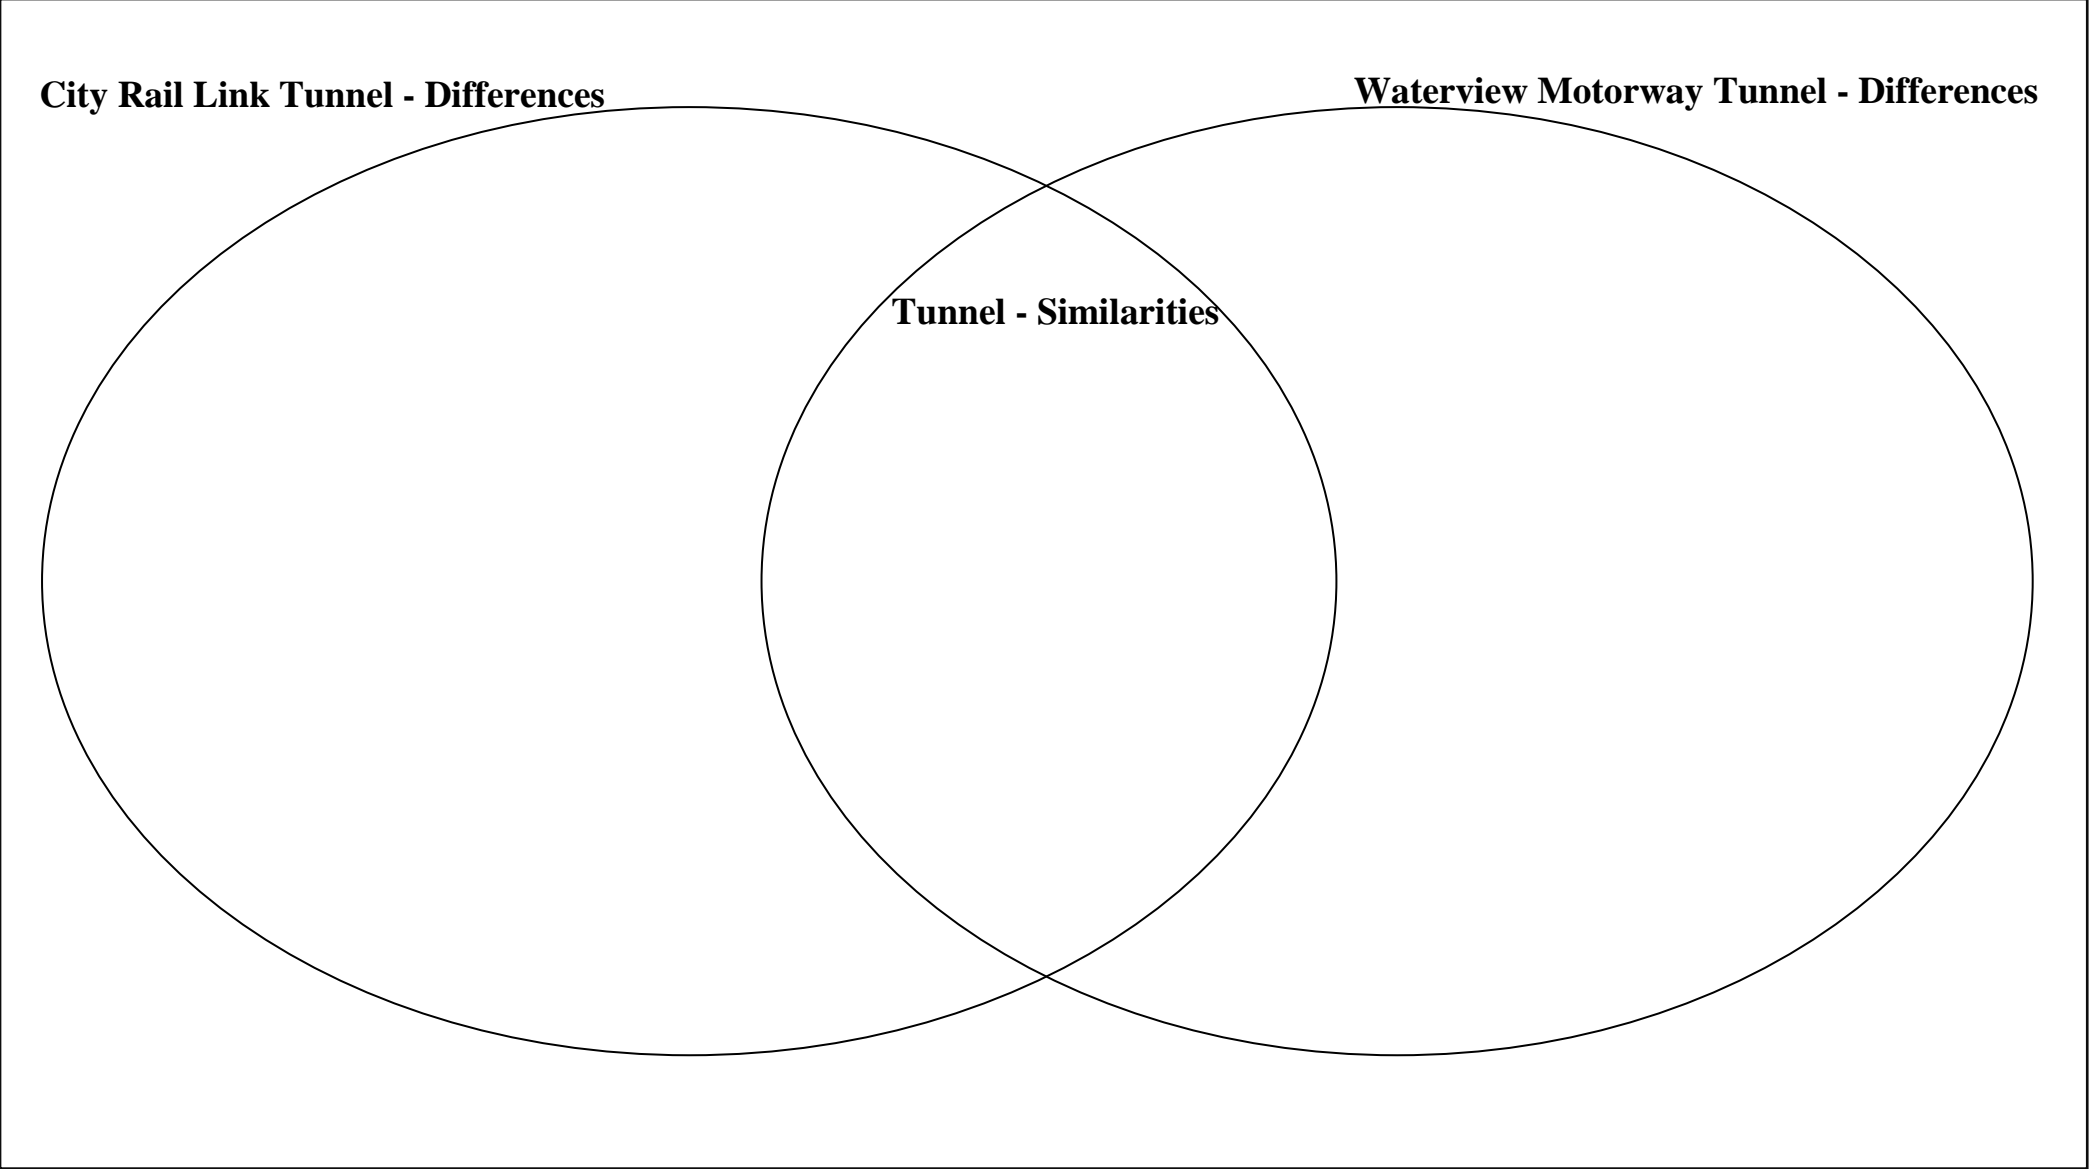 City Rail Link Tunnel - Differences
Waterview Motorway Tunnel - Differences
Tunnel - Similarities